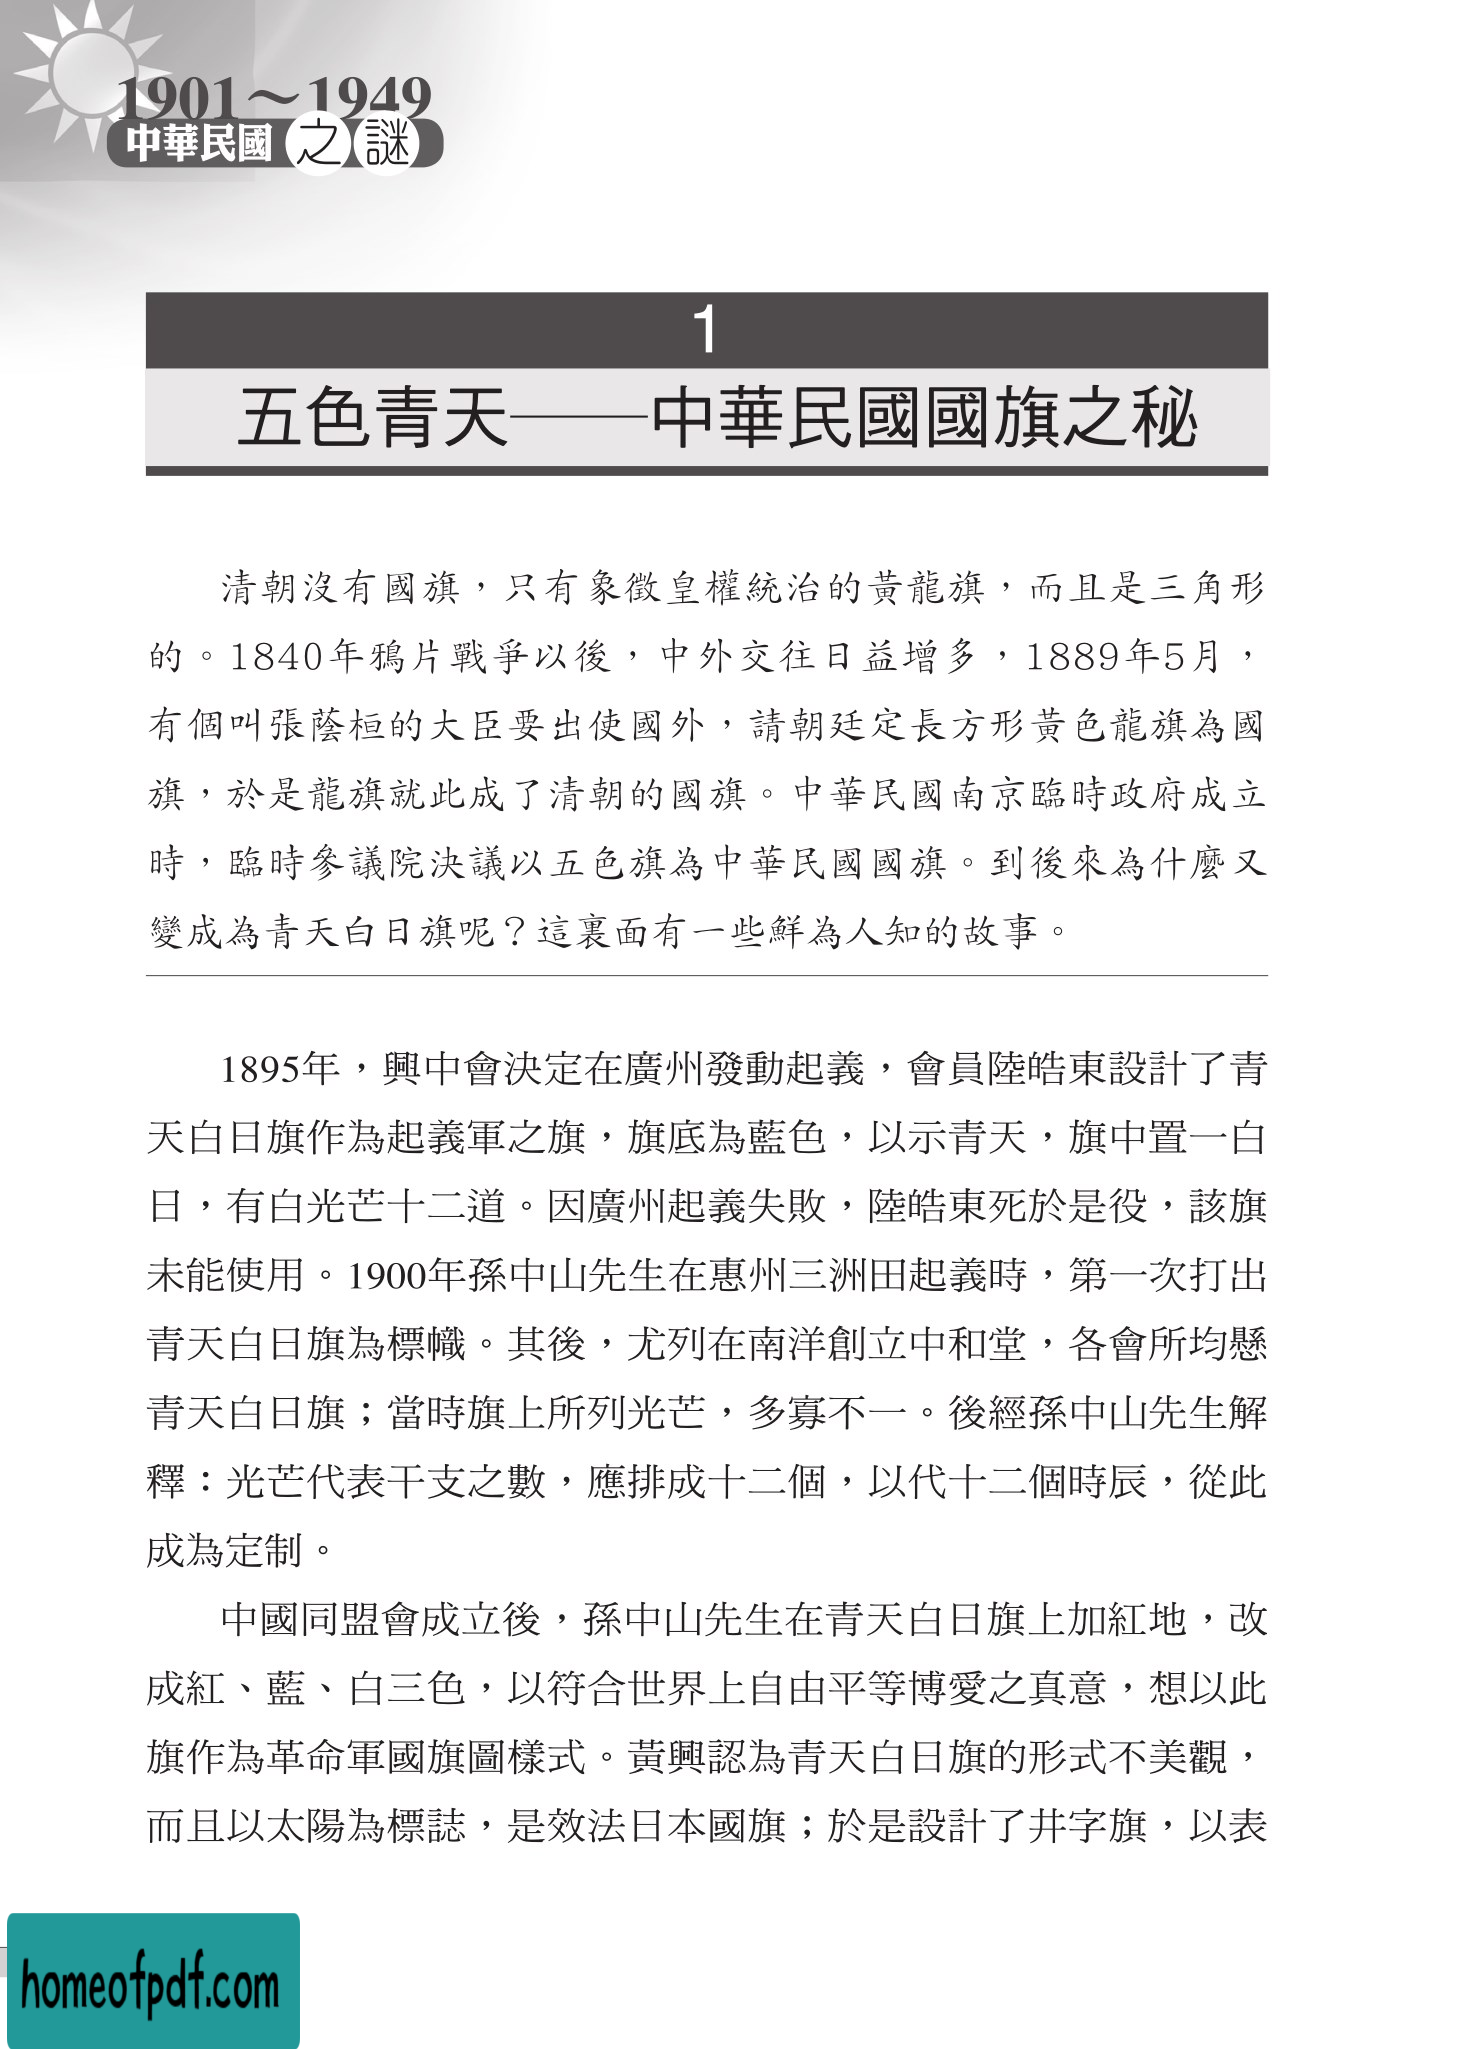 1901～1949
中華民國之謎
1
五色青天——中華民國國旗之秘
清朝沒有國旗，只有象徵皇權統治的黃龍旗，而且是三角形
的。1840年鴉片戰爭以後，中外交往日益增多，1889年5月，
有個叫張蔭桓的大臣要出使國外，請朝廷定長方形黃色龍旗為國
旗，於是龍旗就此成了清朝的國旗。中華民國南京臨時政府成立
時，臨時參議院決議以五色旗為中華民國國旗。到後來為什麼又
變成為青天白日旗呢？這裏面有一些鮮為人知的故事。
1895年，興中會決定在廣州發動起義，會員陸皓東設計了青
天白日旗作為起義軍之旗，旗底為藍色，以示青天，旗中置一白
日，有白光芒十二道。因廣州起義失敗，陸皓東死於是役，該旗
未能使用。1900年孫中山先生在惠州三洲田起義時，第一次打出
青天白日旗為標幟。其後，尤列在南洋創立中和堂，各會所均懸
青天白日旗；當時旗上所列光芒，多寡不一。後經孫中山先生解
釋：光芒代表干支之數，應排成十二個，以代十二個時辰，從此
成為定制。
中國同盟會成立後，孫中山先生在青天白日旗上加紅地，改
成紅、藍、白三色，以符合世界上自由平等博愛之真意，想以此
旗作為革命軍國旗圖樣式。黃興認為青天白日旗的形式不美觀，
而且以太陽為標誌，是效法日本國旗；於是設計了井字旗，以表
homeofpdf.com